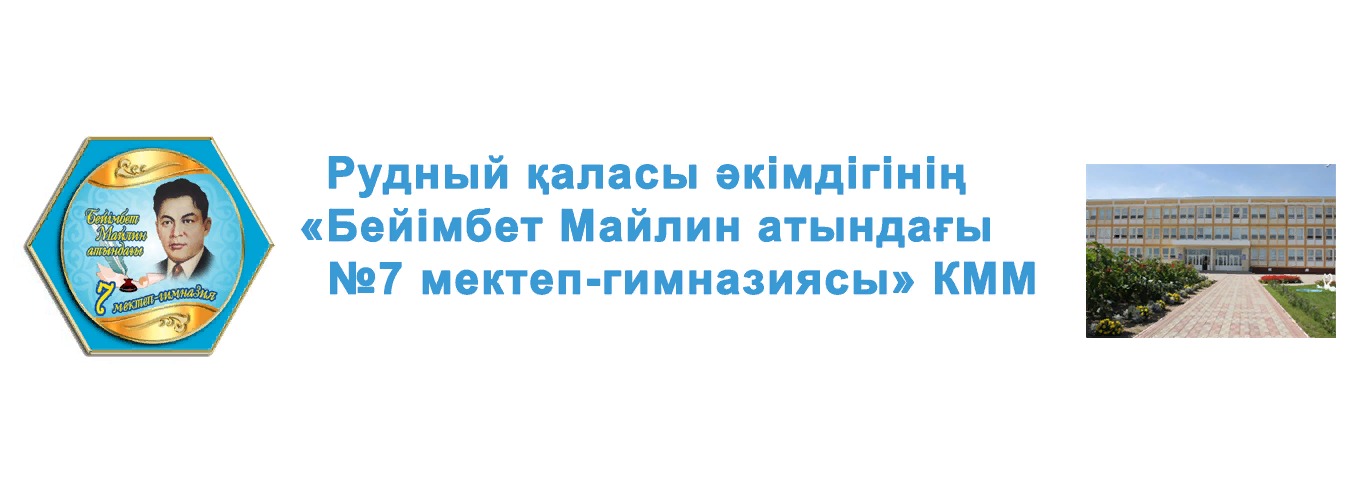 Бейімбет
Майлин
атындағы
7 мектеп-гимназия
Рудный қаласы әкімдігінің
«Бейімбет Майлин атындағы
№7 мектеп-гимназиясы» КММ